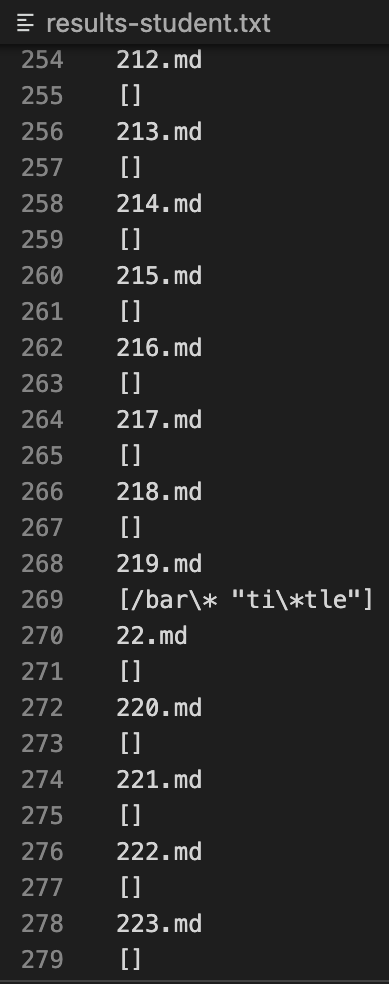 results-student.txt
254 212.md
255 []
256 213.md
257 []
258 214.md
259 []
260 215.md
261 []
262 216.md
263 []
264 217.md
265 []
266 218.md
267 []
268 219.md
269 [/bar\* "ti\*tle"]
270 22.md
271 []
272 220.md
273 []
274 221.md
275 []
276 222.md
277 []
278 223.md
279 []